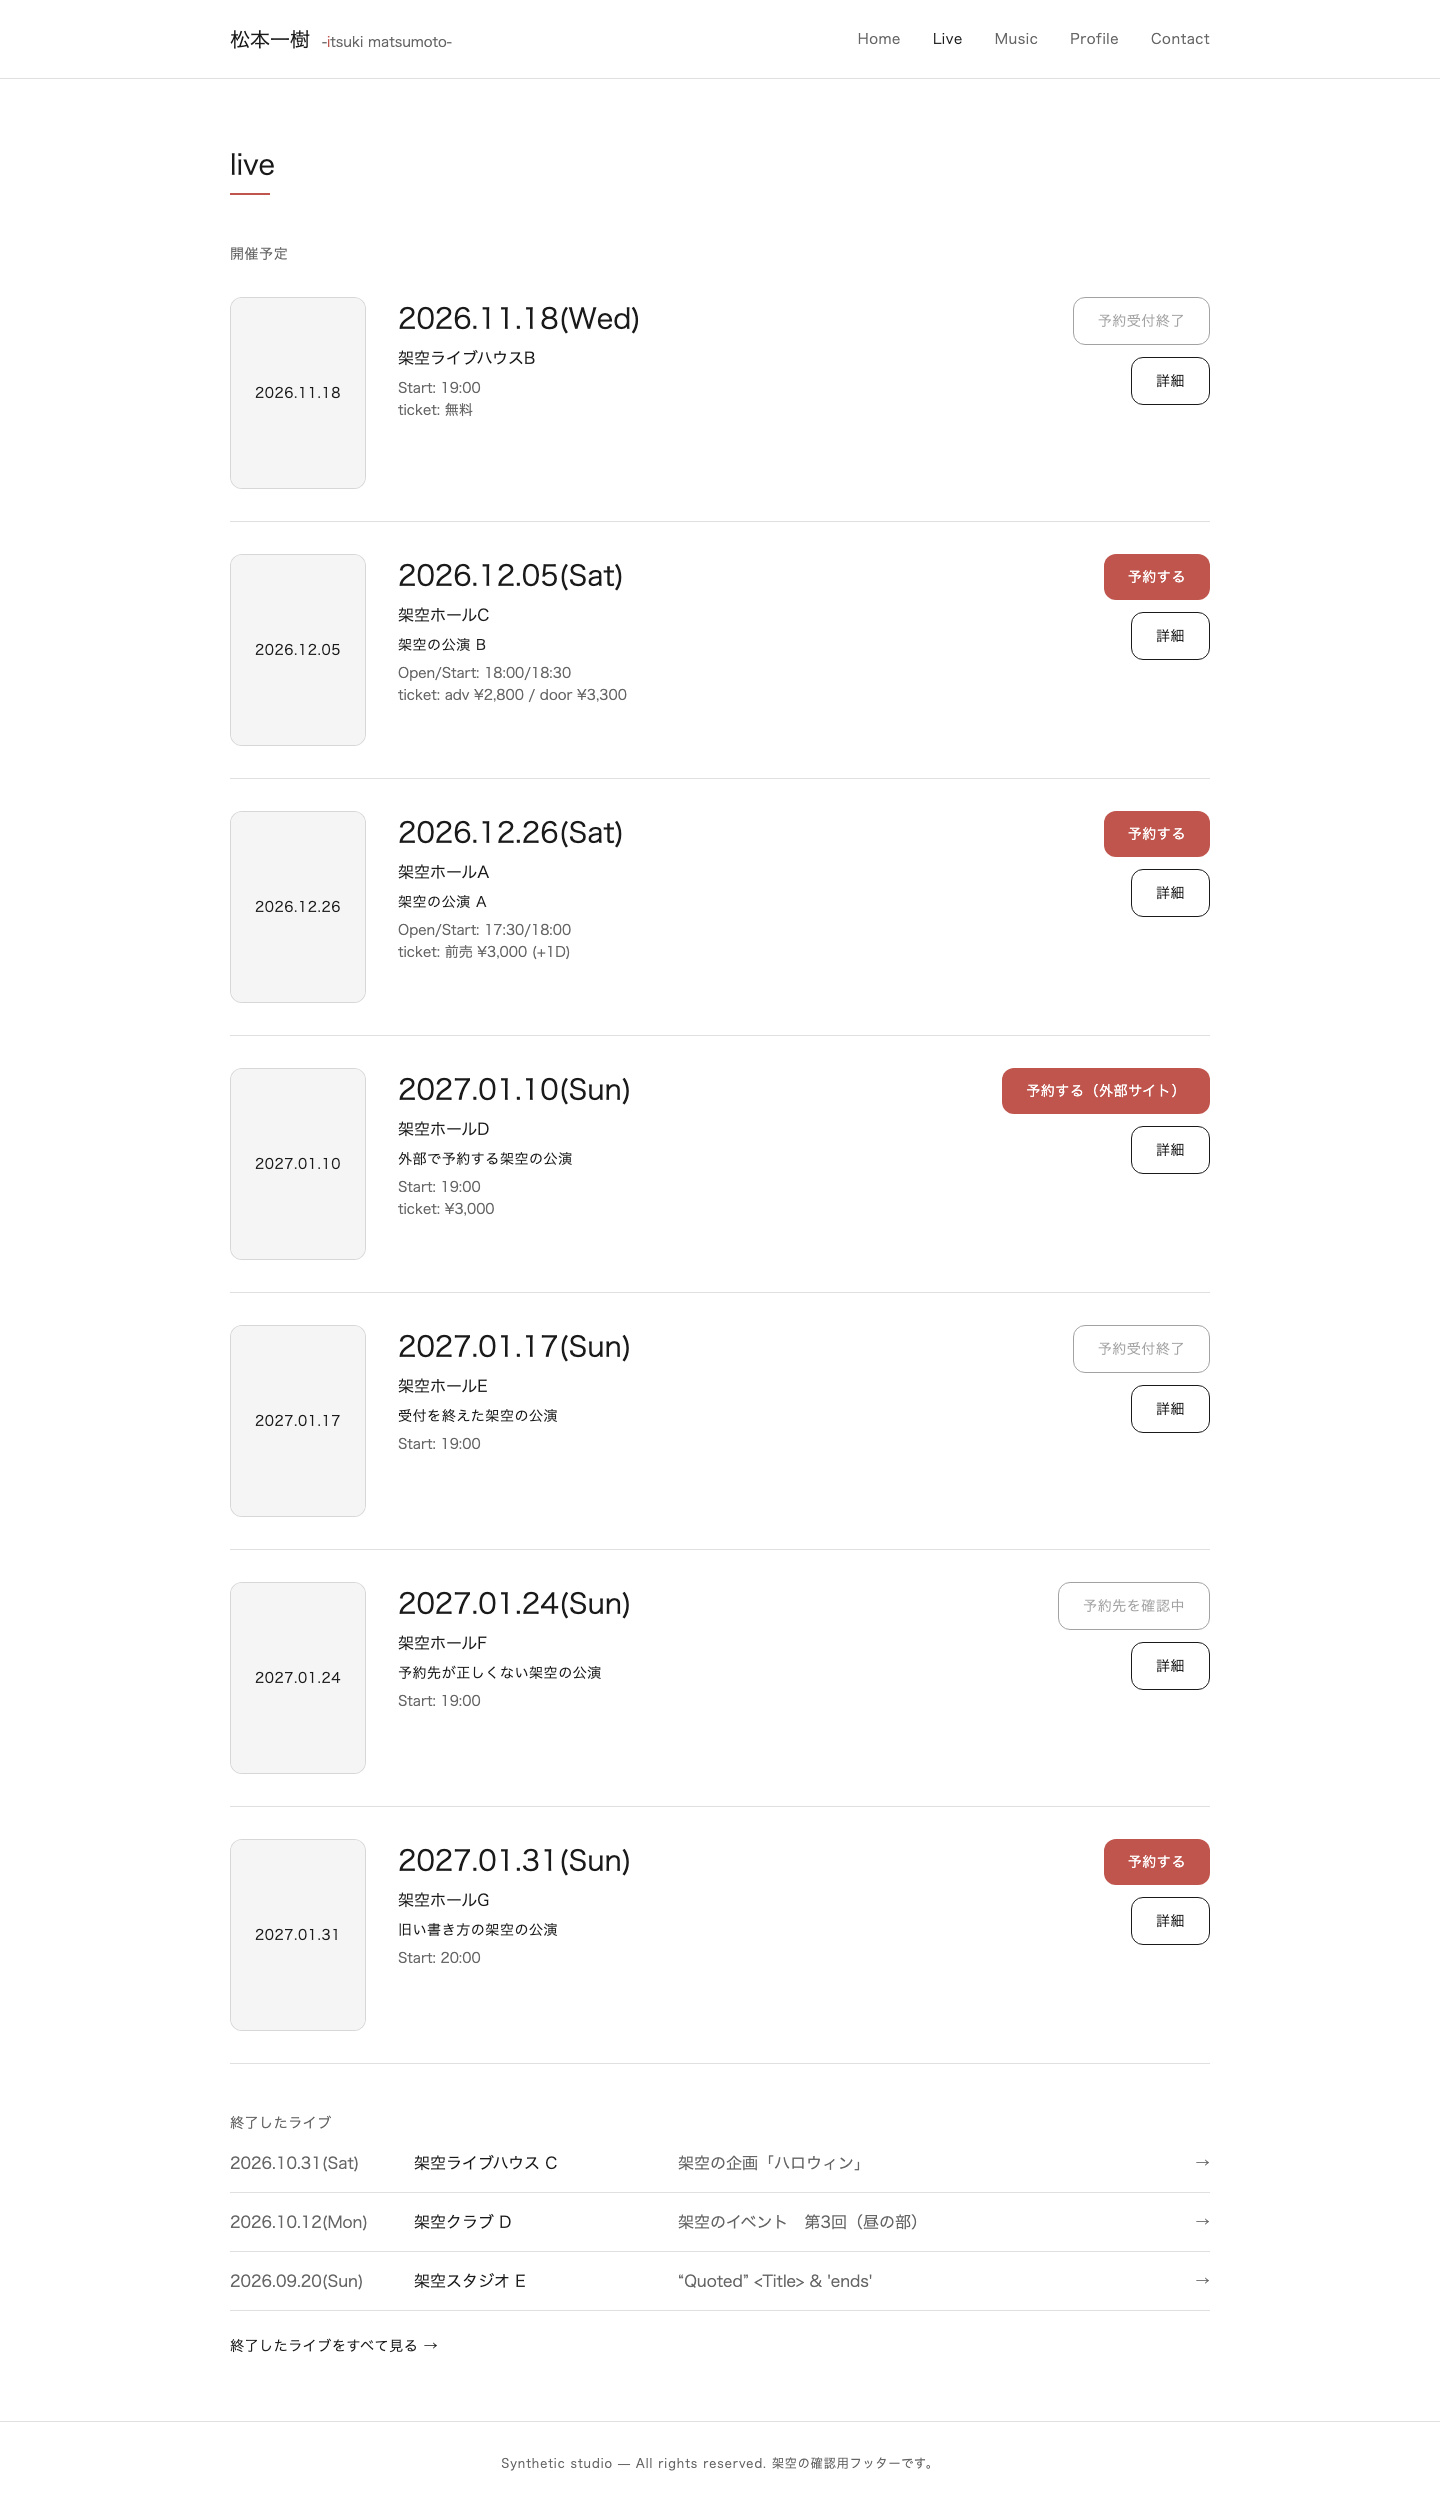 松本一樹 -itsuki matsumoto-
Home Live Music Profile Contact
live
開催予定
2026.11.18
2026.11.18(Wed)
架空ライブハウスB
Start: 19:00
ticket: 無料
予約受付終了
詳細
2026.12.05
2026.12.05(Sat)
架空ホールC
架空の公演 B
Open/Start: 18:00/18:30
ticket: adv ¥2,800 / door ¥3,300
予約する
詳細
2026.12.26
2026.12.26(Sat)
架空ホールA
架空の公演 A
Open/Start: 17:30/18:00
ticket: 前売 ¥3,000 (+1D)
予約する
詳細
2027.01.10
2027.01.10(Sun)
架空ホールD
外部で予約する架空の公演
Start: 19:00
ticket: ¥3,000
予約する（外部サイト）
詳細
2027.01.17
2027.01.17(Sun)
架空ホールE
受付を終えた架空の公演
Start: 19:00
予約受付終了
詳細
2027.01.24
2027.01.24(Sun)
架空ホールF
予約先が正しくない架空の公演
Start: 19:00
予約先を確認中
詳細
2027.01.31
2027.01.31(Sun)
架空ホールG
旧い書き方の架空の公演
Start: 20:00
予約する
詳細
終了したライブ
2026.10.31(Sat) 架空ライブハウス C 架空の企画「ハロウィン」 →
2026.10.12(Mon) 架空クラブ D 架空のイベント　第3回（昼の部） →
2026.09.20(Sun) 架空スタジオ E “Quoted” <Title> & 'ends' →
終了したライブをすべて見る →
Synthetic studio — All rights reserved. 架空の確認用フッターです。